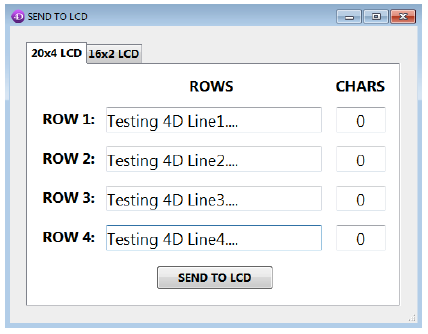 4D SEND TO LCD
20x4 LCD 16x2 LCD
ROWS CHARS
ROW 1: Testing 4D Line1.... 0
ROW 2: Testing 4D Line2.... 0
ROW 3: Testing 4D Line3.... 0
ROW 4: Testing 4D Line4.... 0
SEND TO LCD